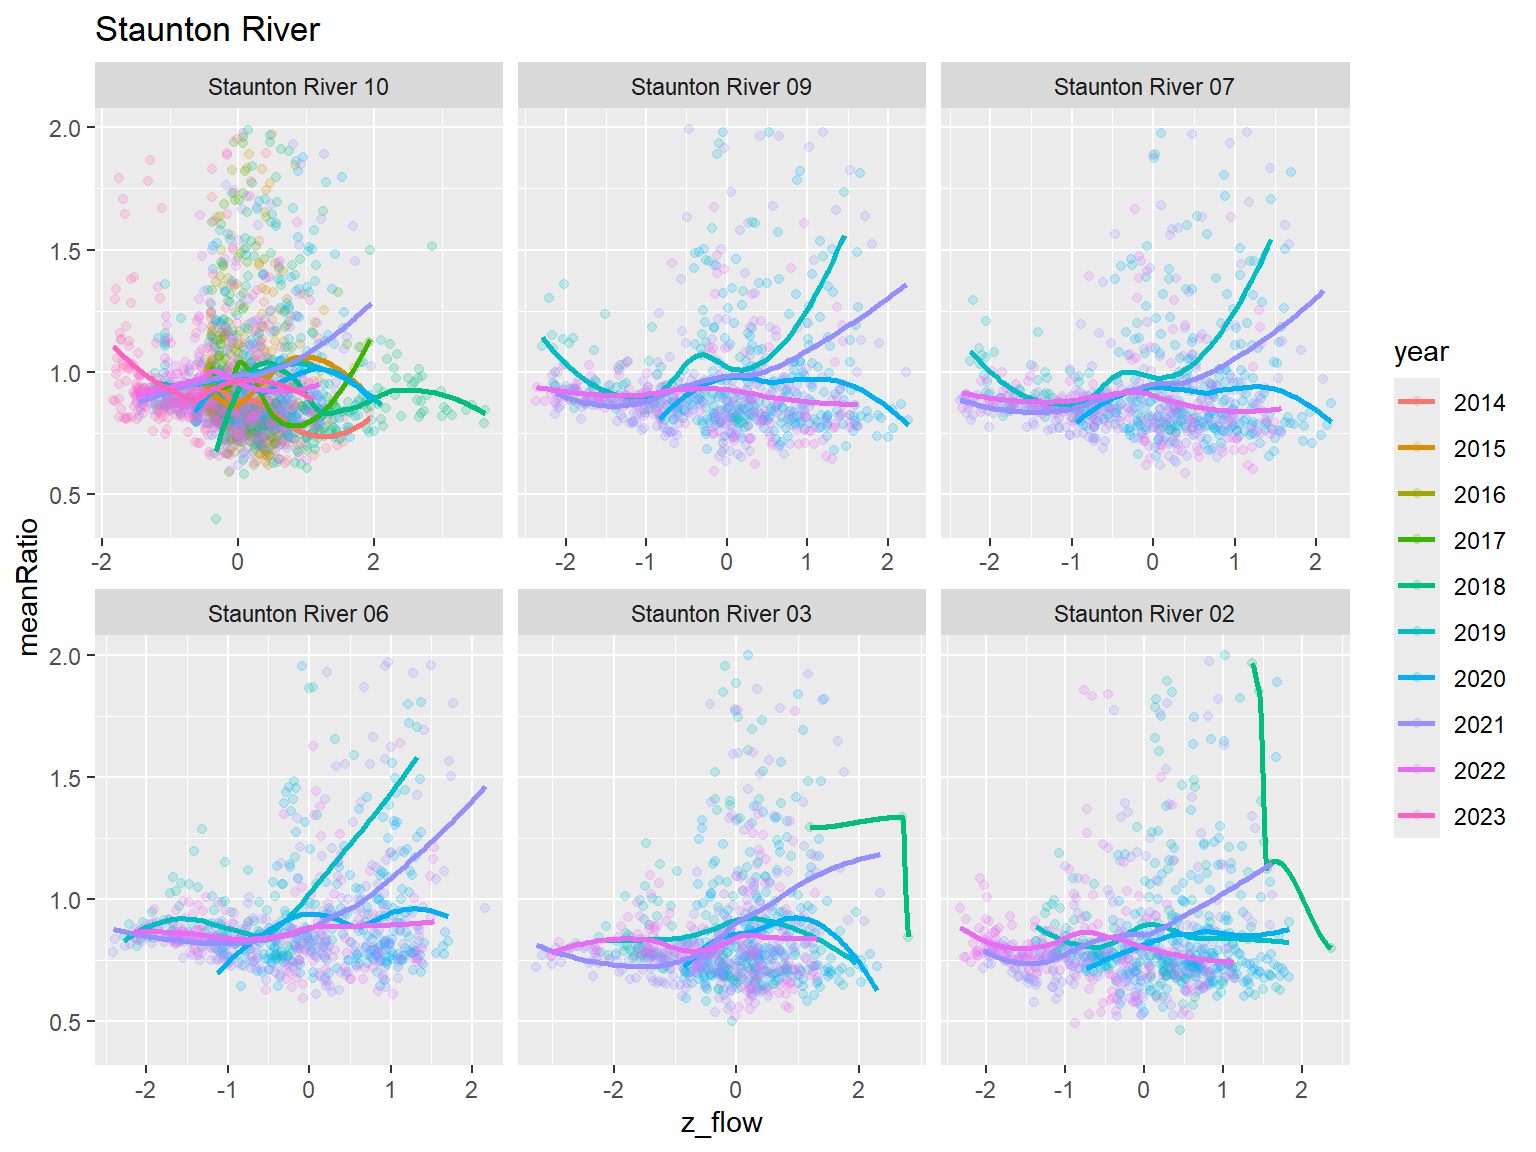 Staunton River
Staunton River 10
Staunton River 09
Staunton River 07
2.0
1.5
1.0
0.5
-2 0 2
-2 -1 0 1 2
-2 -1 0 1 2
Staunton River 06
Staunton River 03
Staunton River 02
2.0
1.5
1.0
0.5
-2 -1 0 1 2
-2 0 2
-2 -1 0 1 2
meanRatio
z_flow
year
2014
2015
2016
2017
2018
2019
2020
2021
2022
2023